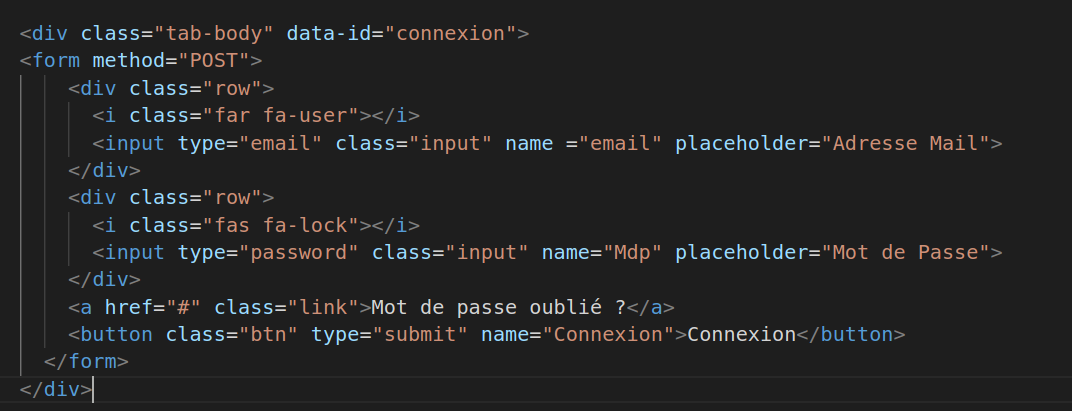 <div class="tab-body" data-id="connexion">
<form method="POST">
<div class="row">
<i class="far fa-user"></i>
<input type="email" class="input" name ="email" placeholder="Adresse Mail">
</div>
<div class="row">
<i class="fas fa-lock"></i>
<input type="password" class="input" name="Mdp" placeholder="Mot de Passe">
</div>
<a href="#" class="link">Mot de passe oublié ?</a>
<button class="btn" type="submit" name="Connexion">Connexion</button>
</form>
</div>